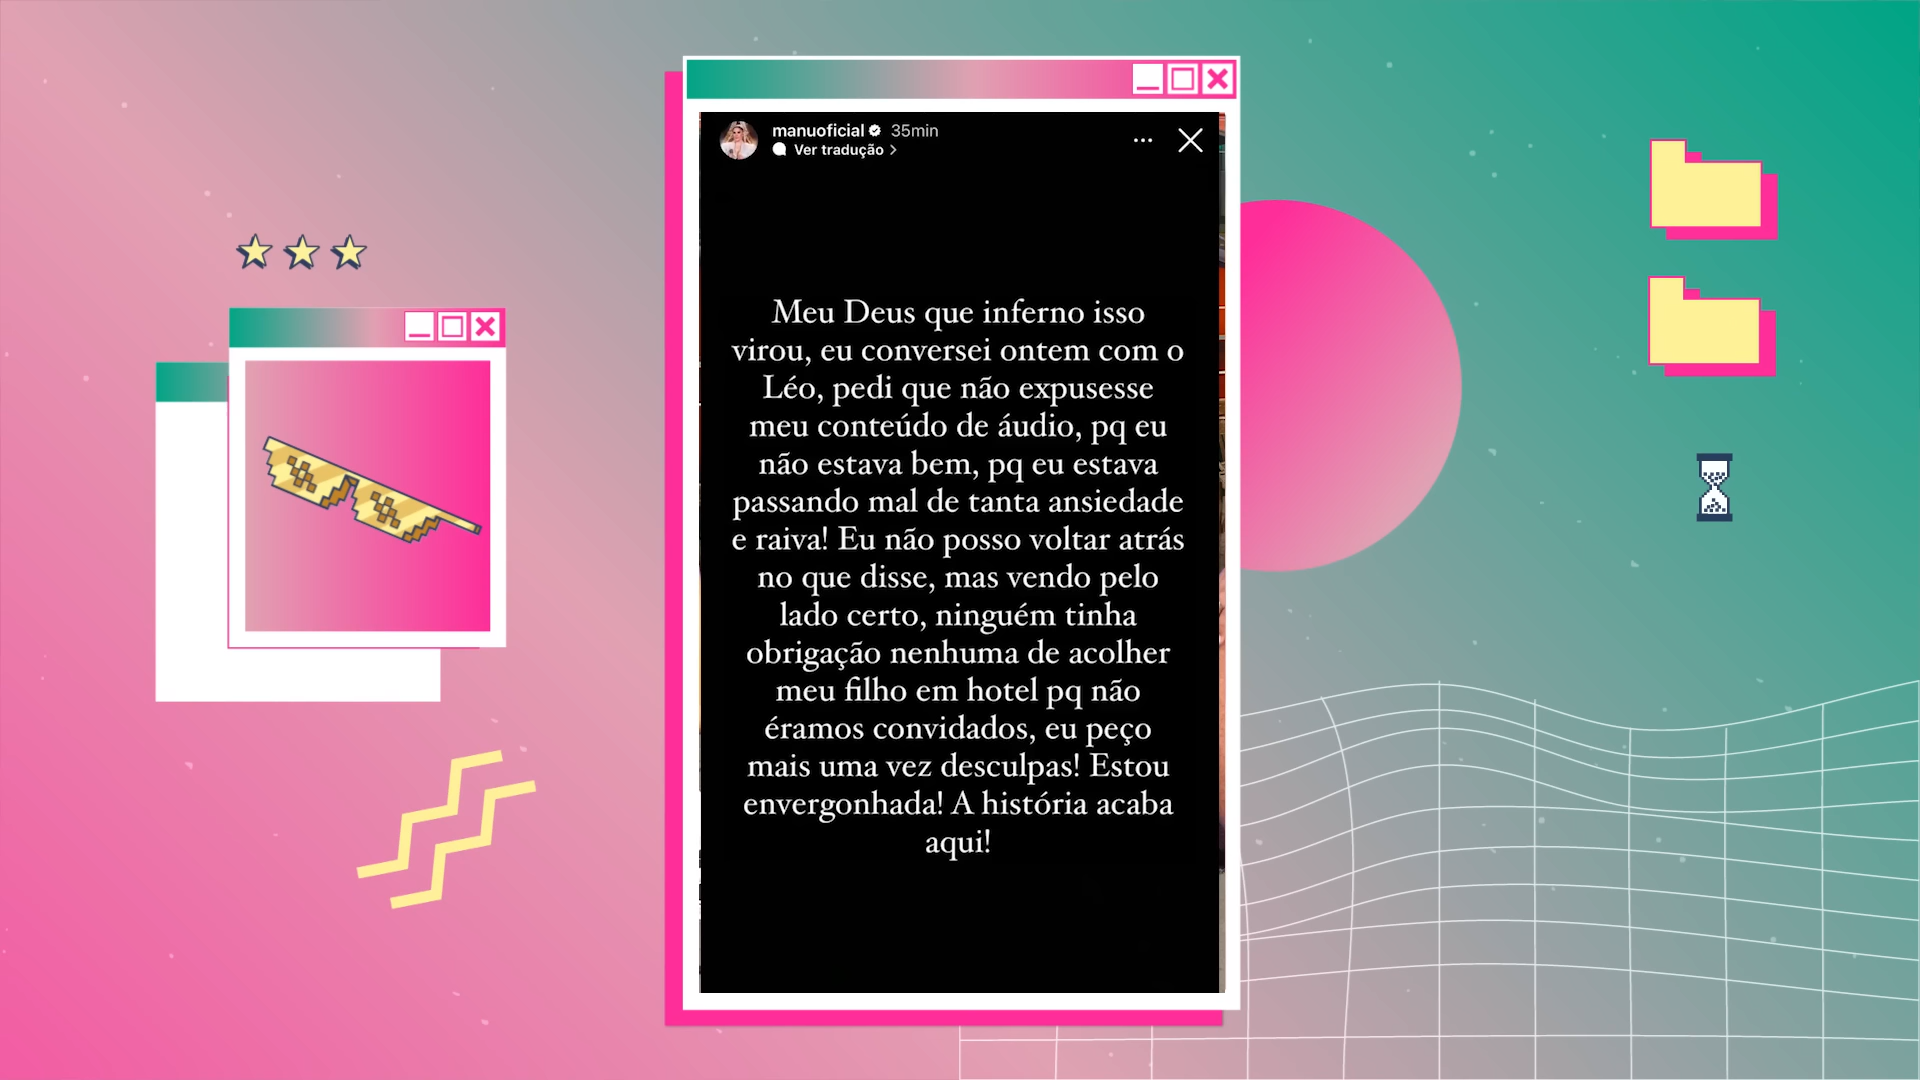 manuoficial 35min
Ver tradução
Meu Deus que inferno isso
virou, eu conversei ontem com o
Léo, pedi que não expusesse
meu conteúdo de áudio, pq eu
não estava bem, pq eu estava
passando mal de tanta ansiedade
e raiva! Eu não posso voltar atrás
no que disse, mas vendo pelo
lado certo, ninguém tinha
obrigação nenhuma de acolher
meu filho em hotel pq não
éramos convidados, eu peço
mais uma vez desculpas! Estou
envergonhada! A história acaba
aqui!